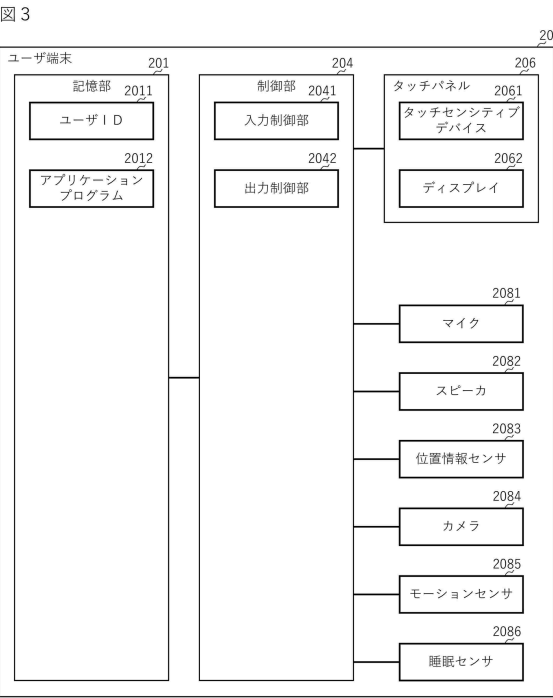 図3
20
ユーザ端末
201
記憶部
2011
ユーザID
2012
アプリケーション
プログラム
204
制御部
2041
入力制御部
2042
出力制御部
206
タッチパネル
2061
タッチセンシティブ
デバイス
2062
ディスプレイ
2081
マイク
2082
スピーカ
2083
位置情報センサ
2084
カメラ
2085
モーションセンサ
2086
睡眠センサ